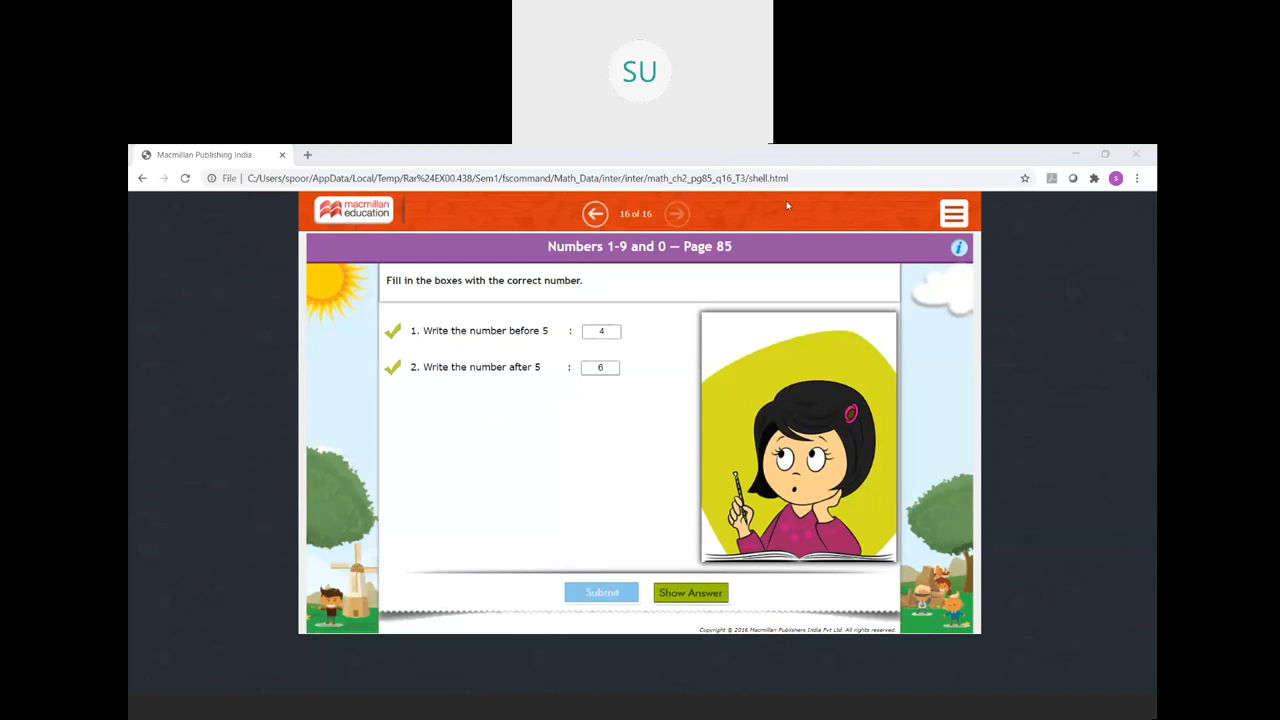 SU
Macmillan Publishing India
File | C:/Users/spoor/AppData/Local/Temp/Rar%24EX00.438/Sem1/fscommand/Math_Data/inter/inter/math_ch2_pg85_q16_T3/shell.html
s
macmillan
education
16 of 16
Numbers 1-9 and 0 — Page 85
i
Fill in the boxes with the correct number.
1. Write the number before 5 : 4
2. Write the number after 5 : 6
Submit Show Answer
Copyright © 2016 Macmillan Publishers India Pvt Ltd. All rights reserved.